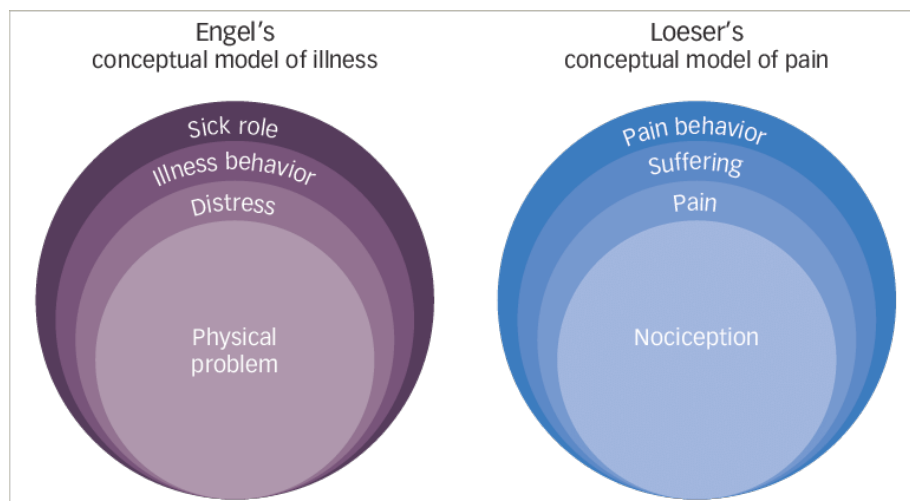 Engel's
conceptual model of illness
Sick role
Illness behavior
Distress
Physical
problem
Loeser's
conceptual model of pain
Pain behavior
Suffering
Pain
Nociception